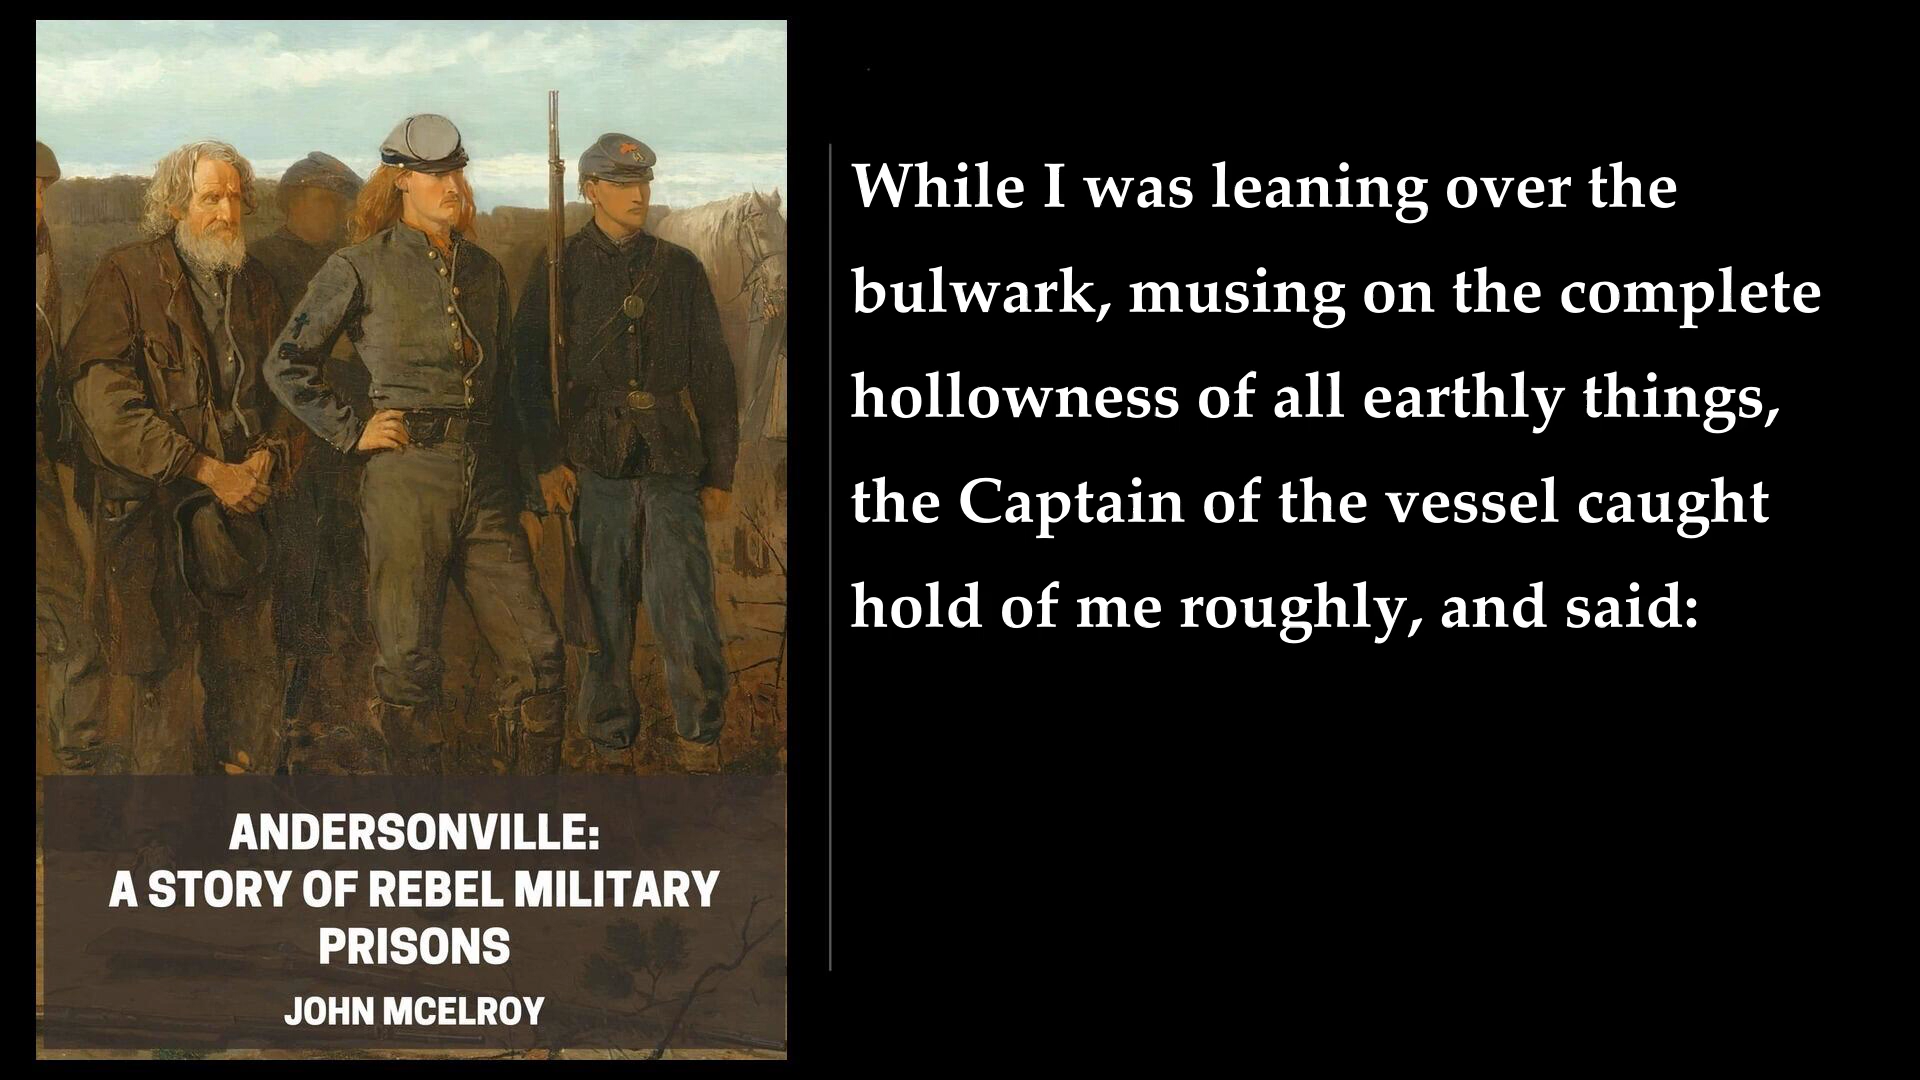 While I was leaning over the
bulwark, musing on the complete
hollowness of all earthly things,
the Captain of the vessel caught
hold of me roughly, and said:
ANDERSONVILLE:
A STORY OF REBEL MILITARY
PRISONS
JOHN MCELROY